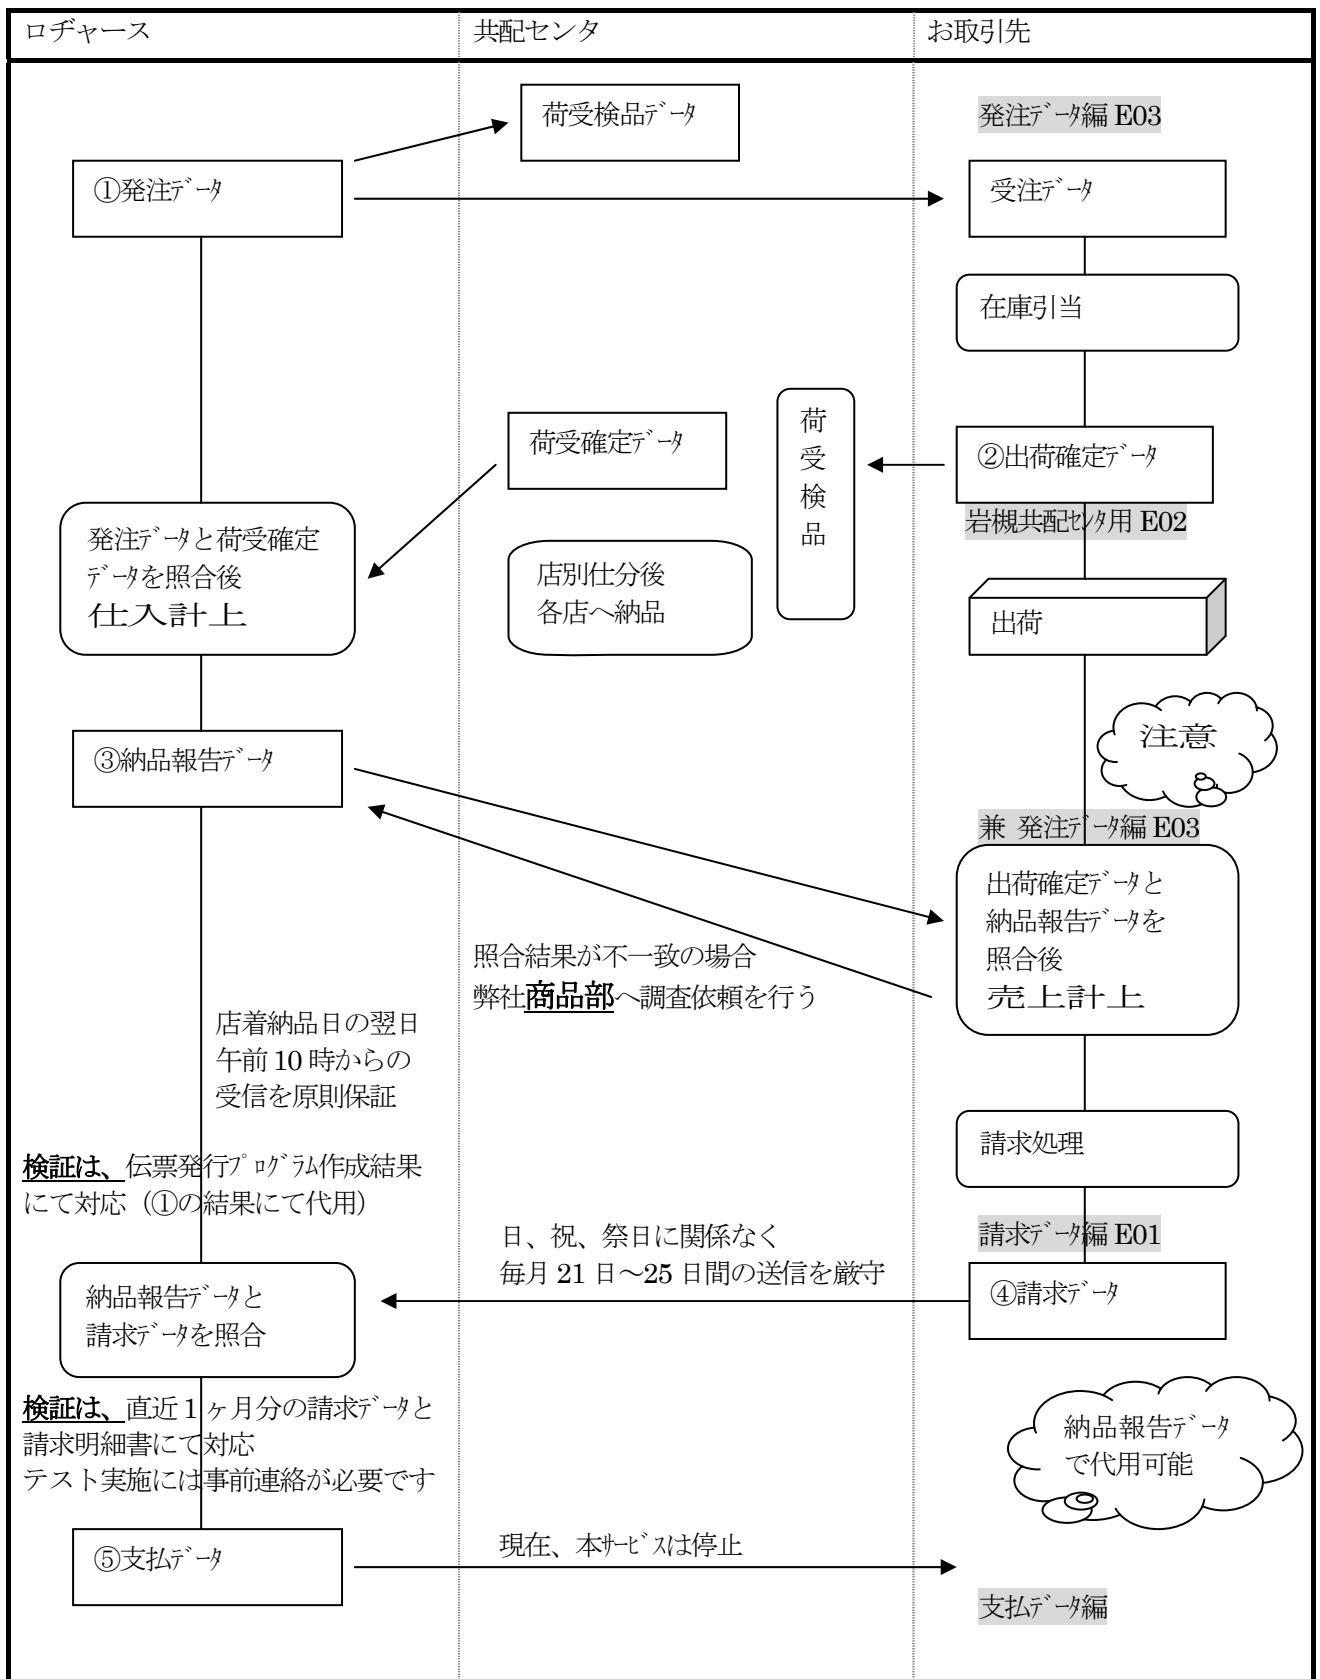 ロヂャース
共配センタ
お取引先
荷受検品ﾃﾞｰﾀ
発注ﾃﾞｰﾀ編 E03
①発注ﾃﾞｰﾀ
受注ﾃﾞｰﾀ
在庫引当
荷
受
検
品
荷受確定ﾃﾞｰﾀ
②出荷確定ﾃﾞｰﾀ
岩槻共配ｾﾝﾀ用 E02
発注ﾃﾞｰﾀと荷受確定
ﾃﾞｰﾀを照合後
仕入計上
店別仕分後
各店へ納品
出荷
注意
③納品報告ﾃﾞｰﾀ
兼 発注ﾃﾞｰﾀ編 E03
出荷確定ﾃﾞｰﾀと
納品報告ﾃﾞｰﾀを
照合後
売上計上
照合結果が不一致の場合
弊社商品部へ調査依頼を行う
店着納品日の翌日
午前 10 時からの
受信を原則保証
請求処理
検証は、伝票発行ﾌﾟﾛｸﾞﾗﾑ作成結果
にて対応（①の結果にて代用）
日、祝、祭日に関係なく
毎月 21 日～25 日間の送信を厳守
請求ﾃﾞｰﾀ編 E01
④請求ﾃﾞｰﾀ
納品報告ﾃﾞｰﾀと
請求ﾃﾞｰﾀを照合
検証は、直近 1 ヶ月分の請求ﾃﾞｰﾀと
請求明細書にて対応
テスト実施には事前連絡が必要です
納品報告ﾃﾞｰﾀ
で代用可能
⑤支払ﾃﾞｰﾀ
現在、本ｻｰﾋﾞｽは停止
支払ﾃﾞｰﾀ編